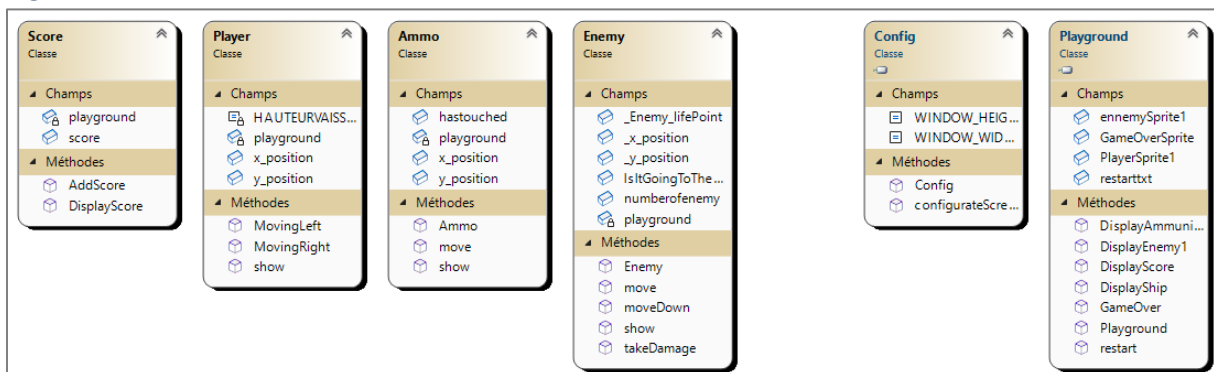 Score
Classe
Champs
playground
score
Méthodes
AddScore
DisplayScore
Player
Classe
Champs
HAUTEURVAISS...
playground
x_position
y_position
Méthodes
MovingLeft
MovingRight
show
Ammo
Classe
Champs
hastouched
playground
x_position
y_position
Méthodes
Ammo
move
show
Enemy
Classe
Champs
_Enemy_lifePoint
_x_position
_y_position
IsItGoingToThe...
numberofenemy
playground
Méthodes
Enemy
move
moveDown
show
takeDamage
Config
Classe
Champs
WINDOW_HEIG...
WINDOW_WID...
Méthodes
Config
configurateScre...
Playground
Classe
Champs
ennemySprite1
GameOverSprite
PlayerSprite1
restarttxt
Méthodes
DisplayAmmuni...
DisplayEnemy1
DisplayScore
DisplayShip
GameOver
Playground
restart